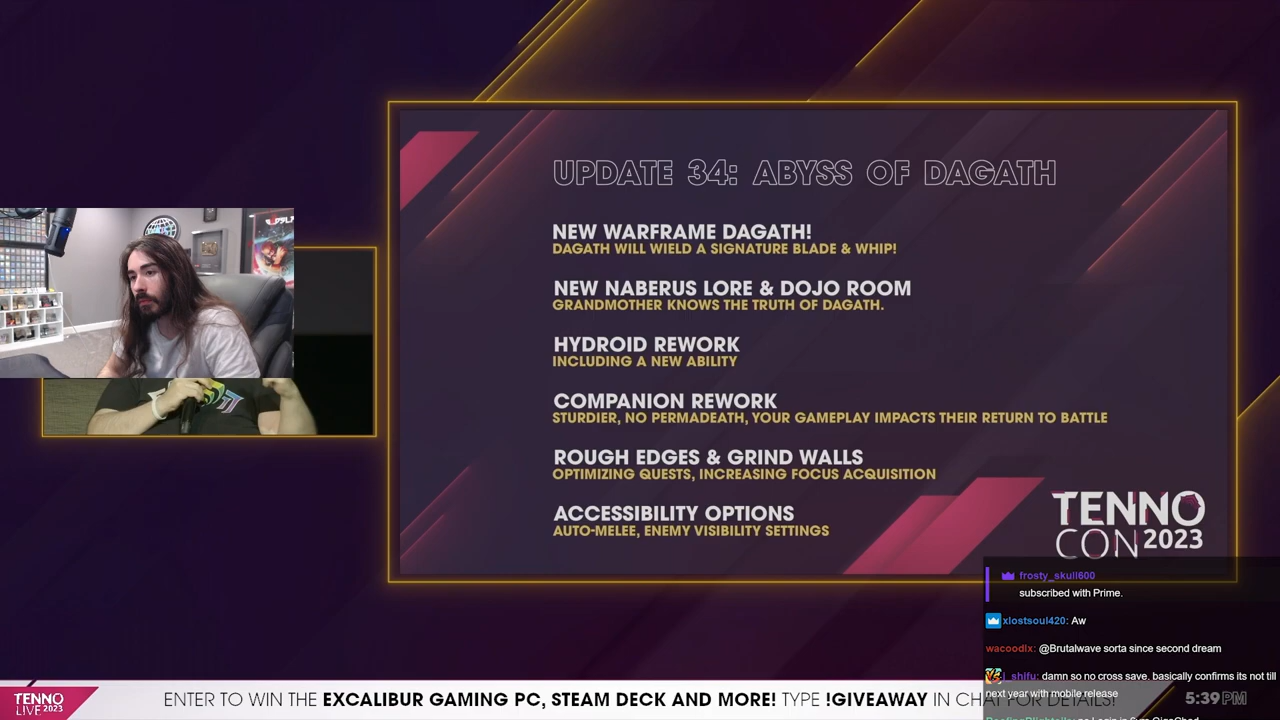 UPDATE 34: ABYSS OF DAGATH
NEW WARFRAME DAGATH!
DAGATH WILL WIELD A SIGNATURE BLADE & WHIP!
NEW NABERUS LORE & DOJO ROOM
GRANDMOTHER KNOWS THE TRUTH OF DAGATH.
HYDROID REWORK
INCLUDING A NEW ABILITY
COMPANION REWORK
STURDIER, NO PERMADEATH, YOUR GAMEPLAY IMPACTS THEIR RETURN TO BATTLE
ROUGH EDGES & GRIND WALLS
OPTIMIZING QUESTS, INCREASING FOCUS ACQUISITION
ACCESSIBILITY OPTIONS
AUTO-MELEE, ENEMY VISIBILITY SETTINGS
TENNO
CON 2023
frosty_skull600
subscribed with Prime.
xlostsoul420: Aw
wacoodlx: @Brutalwave sorta since second dream
damn so no cross save. basically confirms its not till
next year with mobile release
TENNO
LIVE 2023
ENTER TO WIN THE EXCALIBUR GAMING PC, STEAM DECK AND MORE! TYPE !GIVEAWAY IN CHAT FOR DETAILS!
5:39 PM